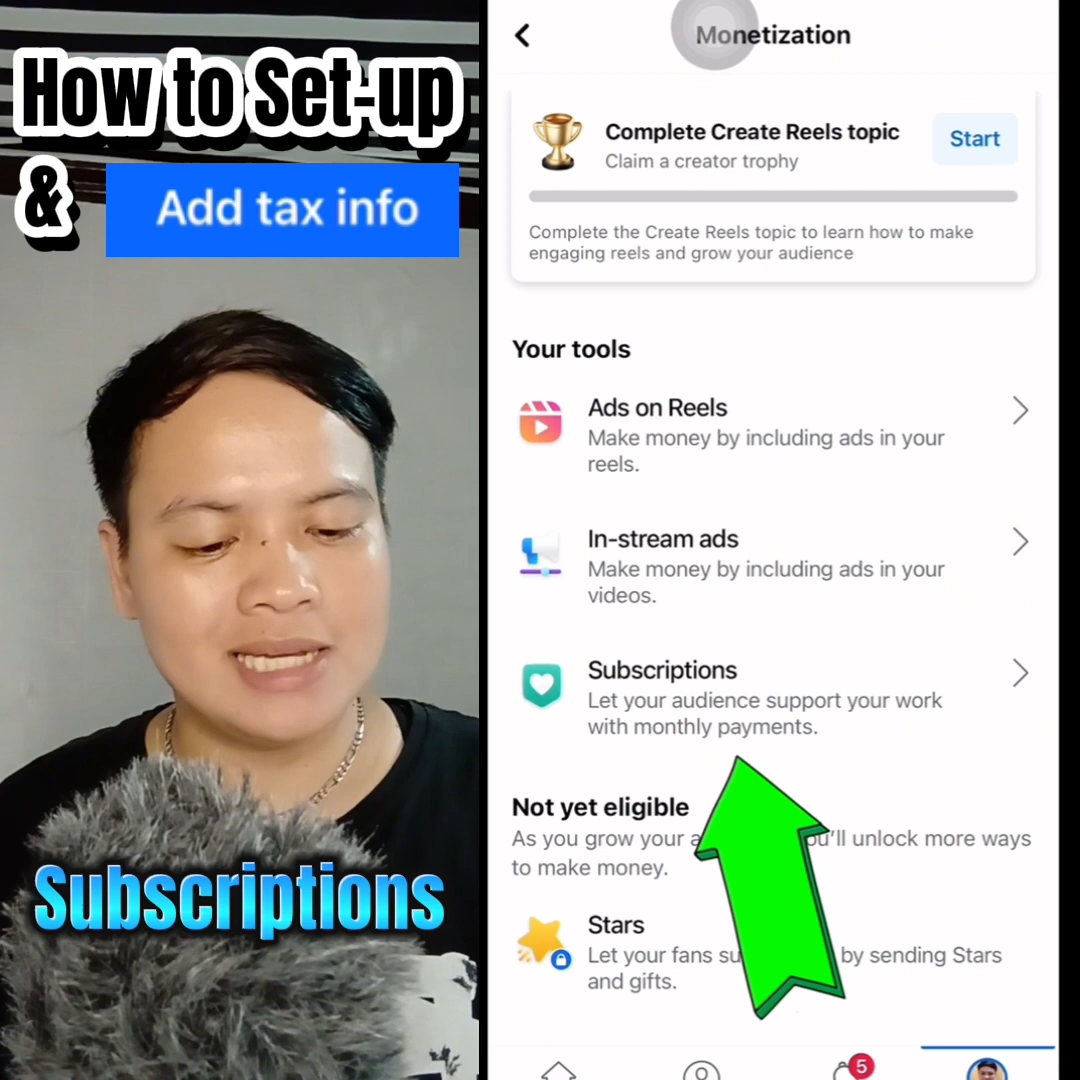 How to Set-up
& Add tax info
Subscriptions
Monetization
Complete Create Reels topic
Claim a creator trophy
Start
Complete the Create Reels topic to learn how to make
engaging reels and grow your audience
Your tools
Ads on Reels
Make money by including ads in your
reels.
In-stream ads
Make money by including ads in your
videos.
Subscriptions
Let your audience support your work
with monthly payments.
Not yet eligible
As you grow your you'll unlock more ways
to make money.
Stars
Let your fans by sending Stars
and gifts.
5